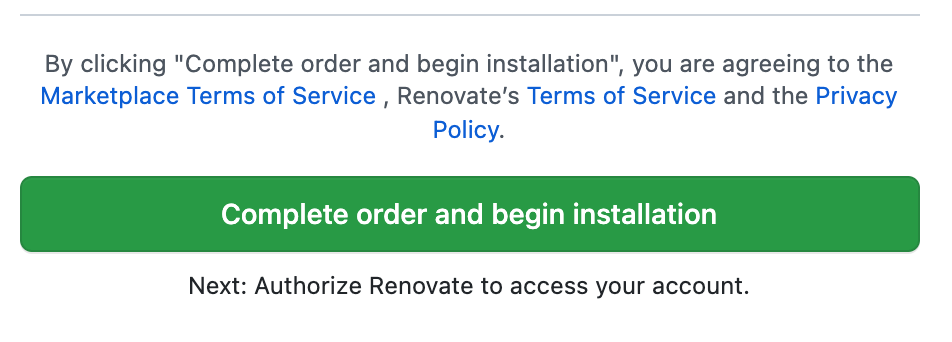 By clicking "Complete order and begin installation", you are agreeing to the
Marketplace Terms of Service , Renovate’s Terms of Service and the Privacy
Policy.
Complete order and begin installation
Next: Authorize Renovate to access your account.